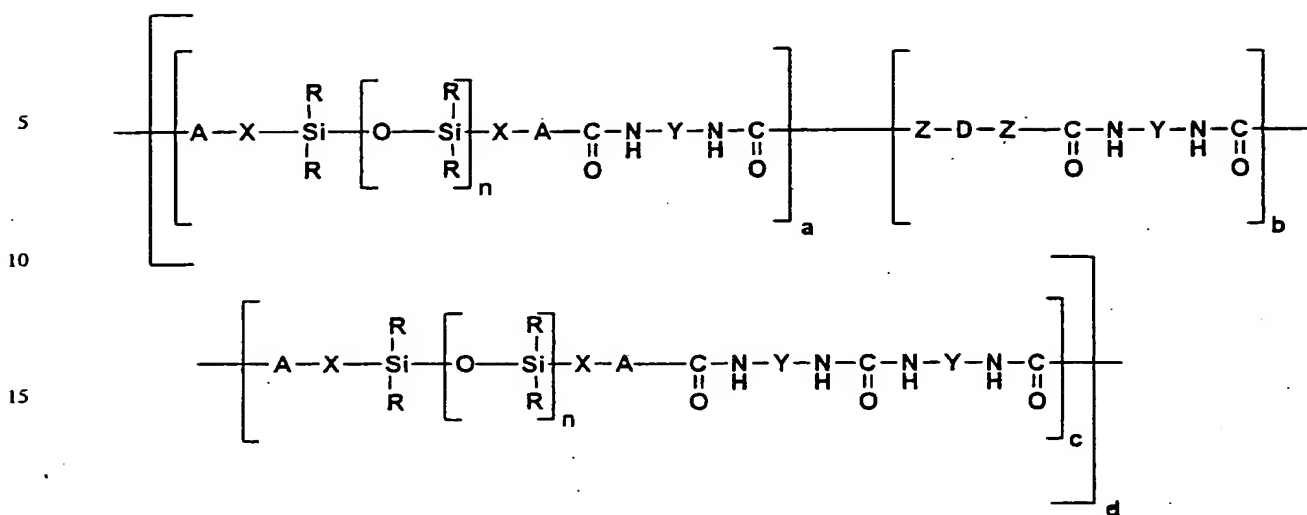 R R
5 A-X-Si-O-Si-X-A-C-N-Y-N-C Z-D-Z-C-N-Y-N-C
R R n O H H O a O H H O b
10
R R
A-X-Si-O-Si-X-A-C-N-Y-N-C-N-Y-N-C
15 R R n O H H O H H O c
d